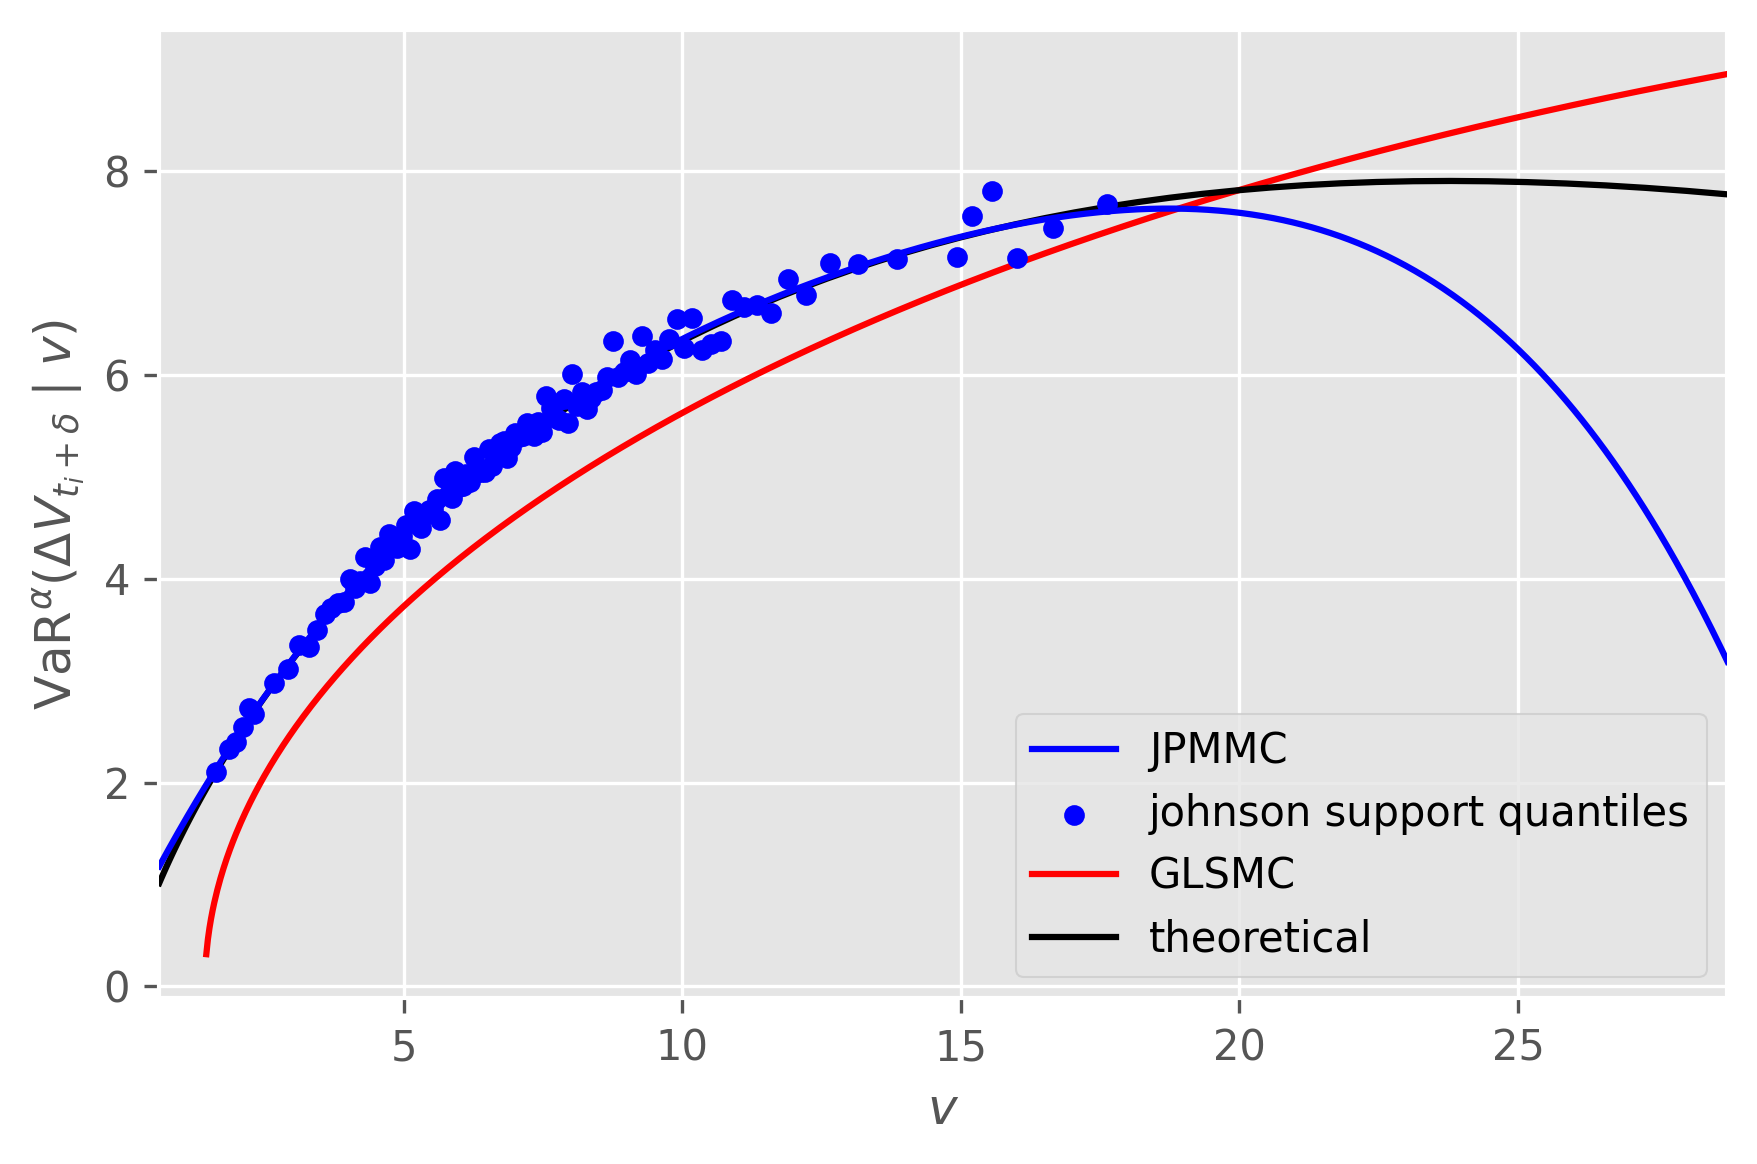 VaR^α(ΔV_{t_i+δ} | v)
8
6
4
2
0
5 10 15 20 25
v
JPMMC
johnson support quantiles
GLSMC
theoretical